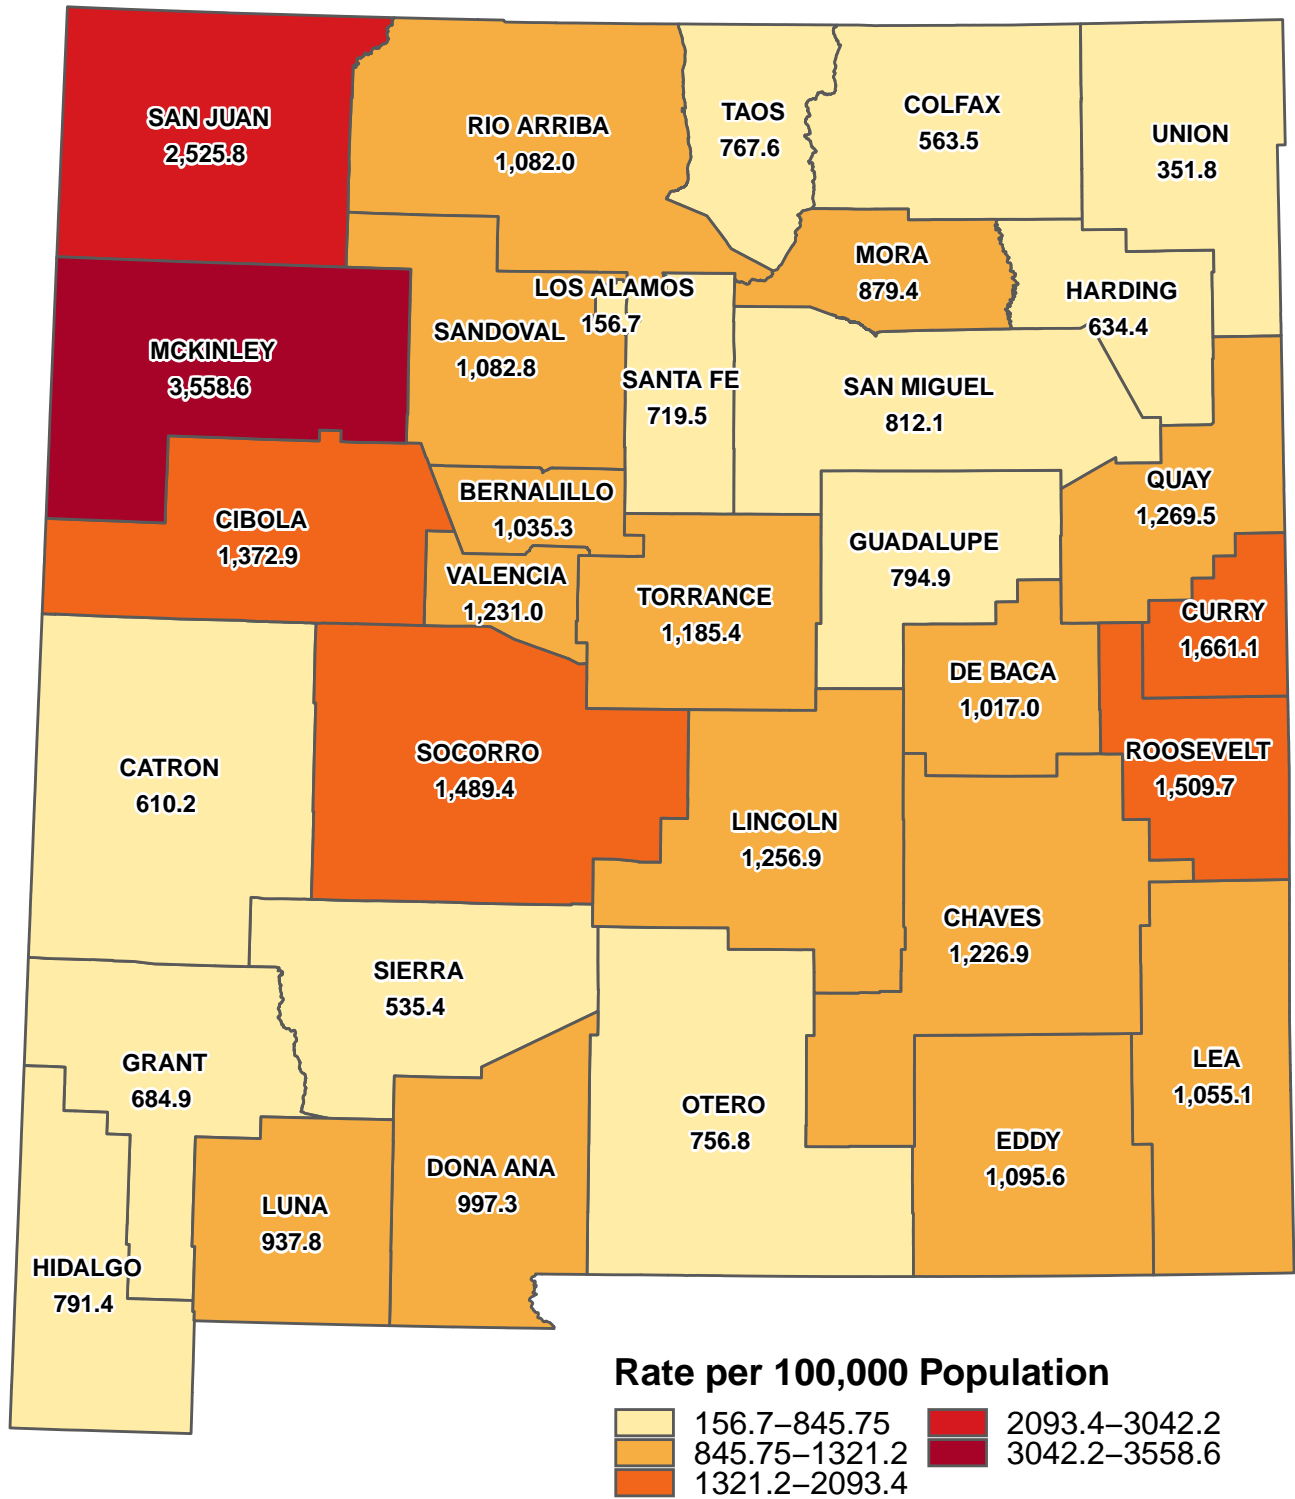 SAN JUAN
2,525.8
RIO ARRIBA
1,082.0
TAOS
767.6
COLFAX
563.5
UNION
351.8
MORA
879.4
HARDING
634.4
LOS ALAMOS
156.7
SANDOVAL
1,082.8
MCKINLEY
3,558.6
SANTA FE
719.5
SAN MIGUEL
812.1
QUAY
1,269.5
BERNALILLO
1,035.3
CIBOLA
1,372.9
GUADALUPE
794.9
VALENCIA
1,231.0
TORRANCE
1,185.4
CURRY
1,661.1
DE BACA
1,017.0
ROOSEVELT
1,509.7
CATRON
610.2
SOCORRO
1,489.4
LINCOLN
1,256.9
CHAVES
1,226.9
SIERRA
535.4
GRANT
684.9
LEA
1,055.1
OTERO
756.8
EDDY
1,095.6
DONA ANA
997.3
LUNA
937.8
HIDALGO
791.4
Rate per 100,000 Population
156.7–845.75
845.75–1321.2
1321.2–2093.4
2093.4–3042.2
3042.2–3558.6